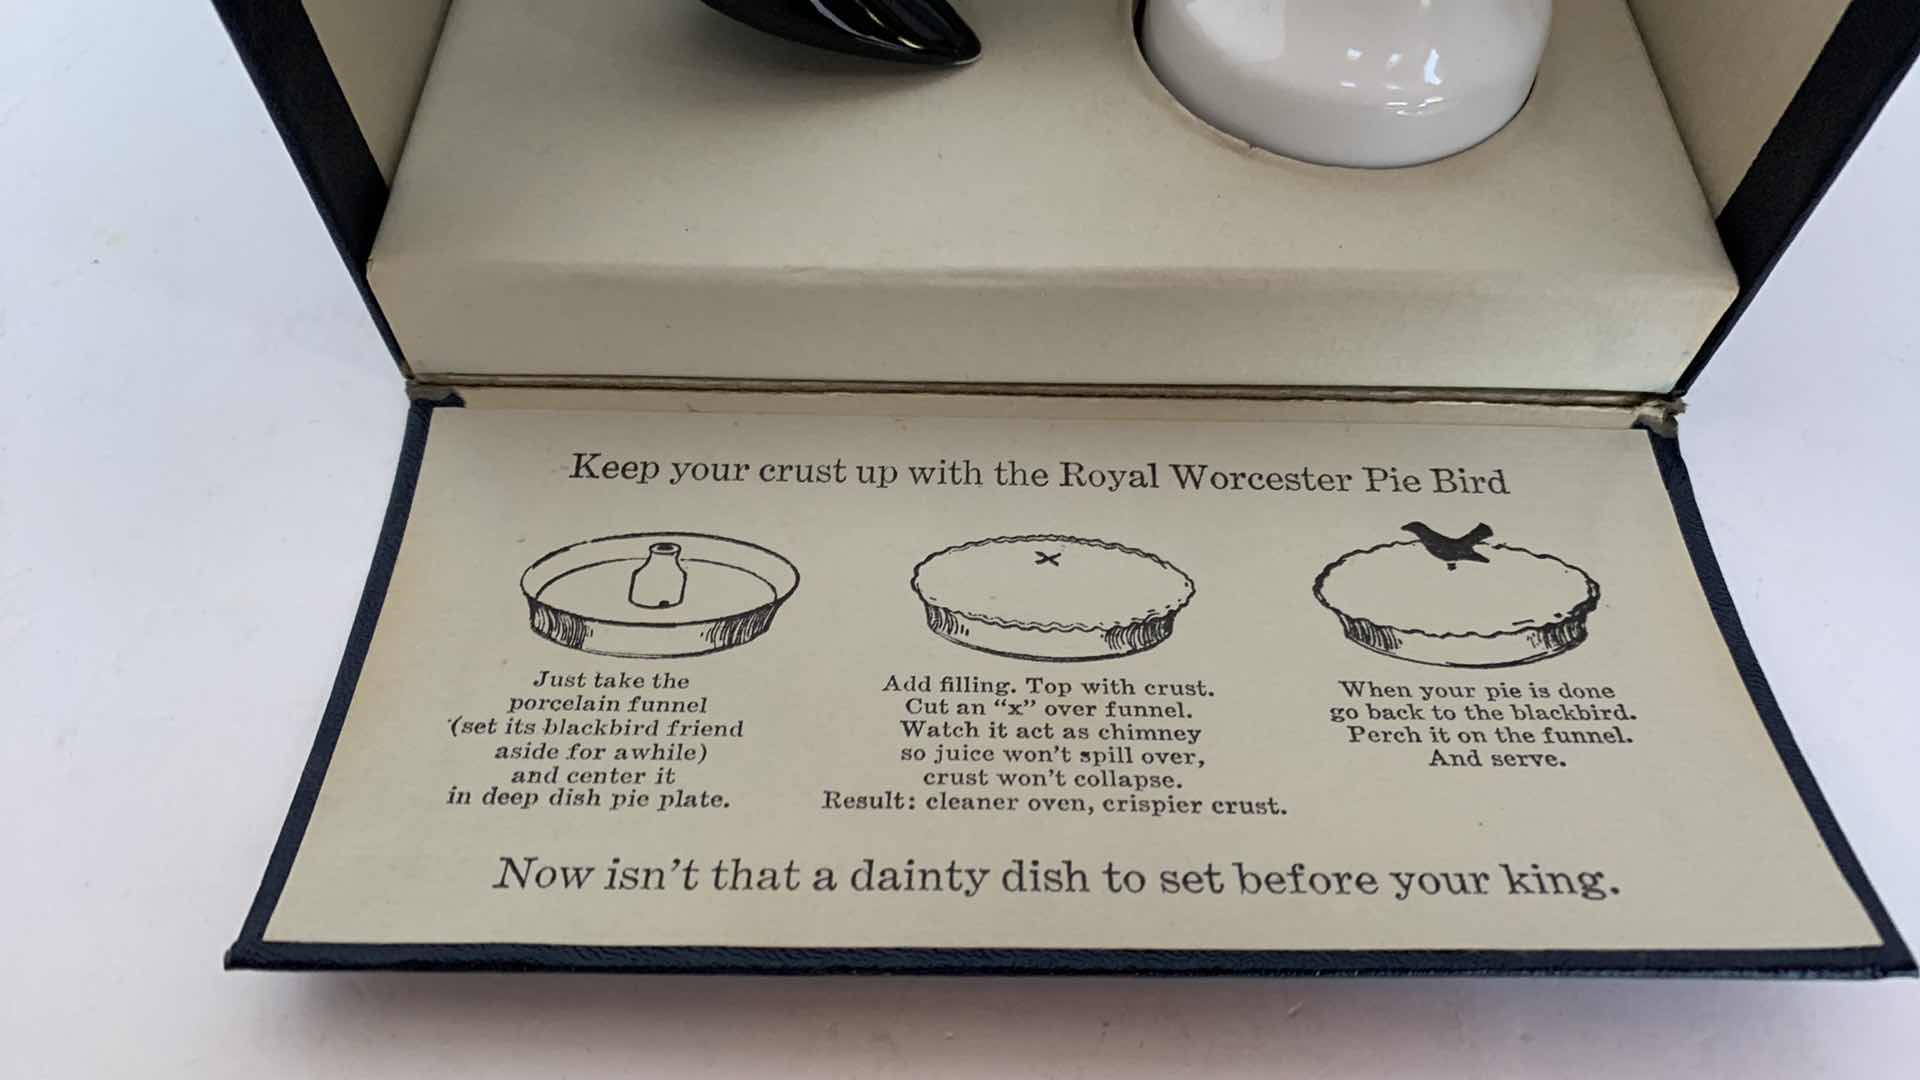 Keep your crust up with the Royal Worcester Pie Bird
Just take the
porcelain funnel
(set its blackbird friend
aside for awhile)
and center it
in deep dish pie plate.
Add filling. Top with crust.
Cut an “x” over funnel.
Watch it act as chimney
so juice won't spill over,
crust won't collapse.
Result: cleaner oven, crispier crust.
When your pie is done
go back to the blackbird.
Perch it on the funnel.
And serve.
Now isn't that a dainty dish to set before your king.